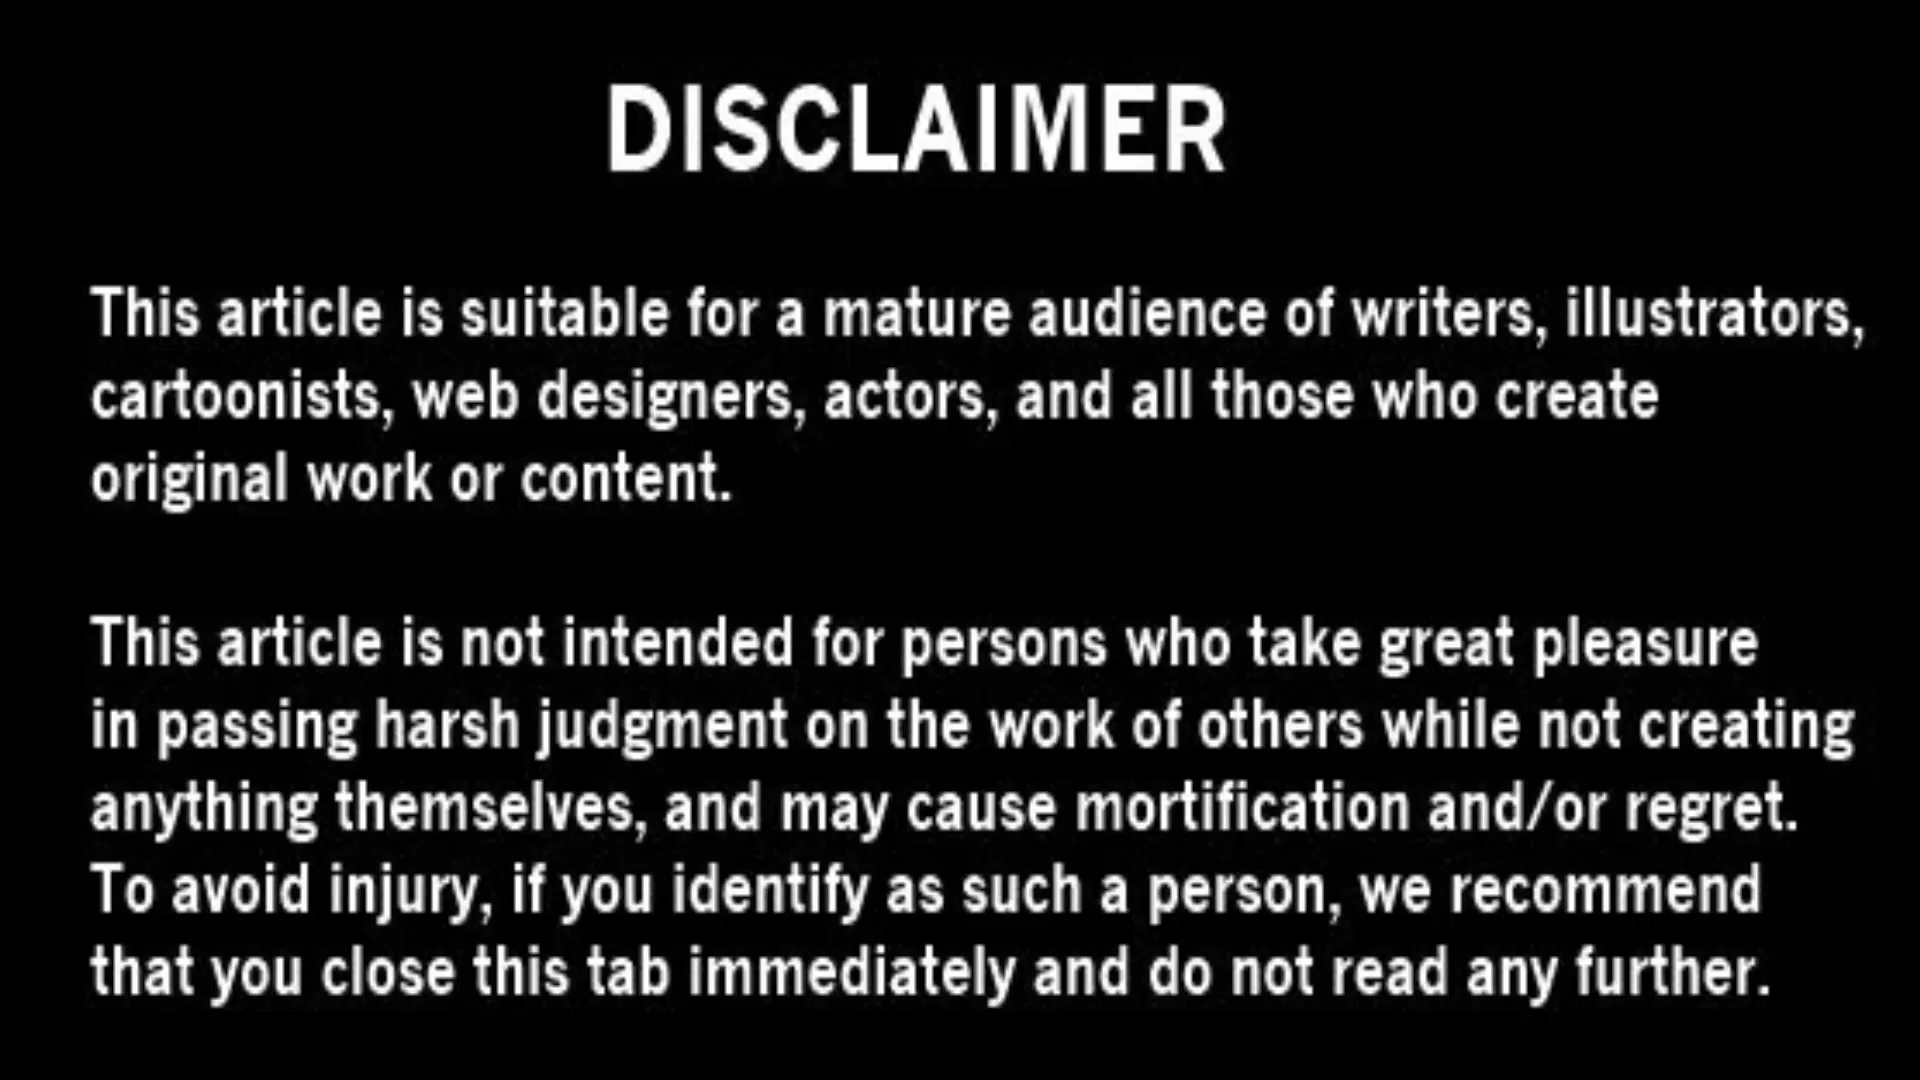 DISCLAIMER
This article is suitable for a mature audience of writers, illustrators,
cartoonists, web designers, actors, and all those who create
original work or content.
This article is not intended for persons who take great pleasure
in passing harsh judgment on the work of others while not creating
anything themselves, and may cause mortification and/or regret.
To avoid injury, if you identify as such a person, we recommend
that you close this tab immediately and do not read any further.